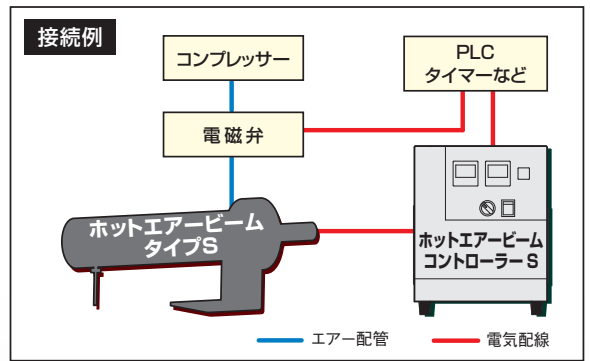 接続例
コンプレッサー
PLC
タイマーなど
電磁弁
ホットエアービーム
タイプS
ホットエアービーム
コントローラーS
エアー配管
電気配線